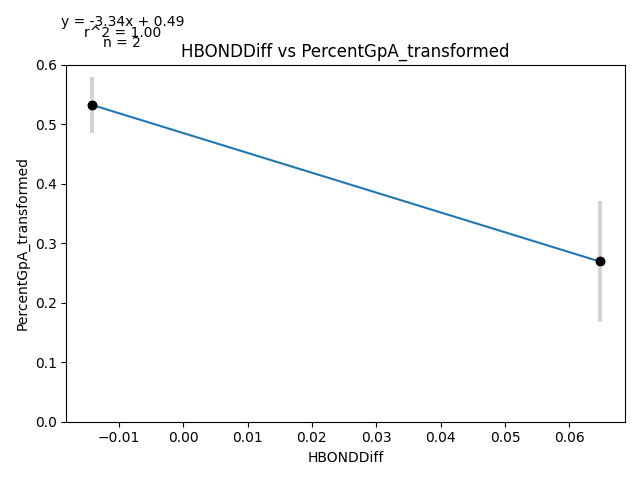 y = -3.34x + 0.49
r^2 = 1.00
n = 2
HBONDDiff vs PercentGpA_transformed
0.6
0.5
0.4
0.3
0.2
0.1
0.0
PercentGpA_transformed
−0.01 0.00 0.01 0.02 0.03 0.04 0.05 0.06
HBONDDiff